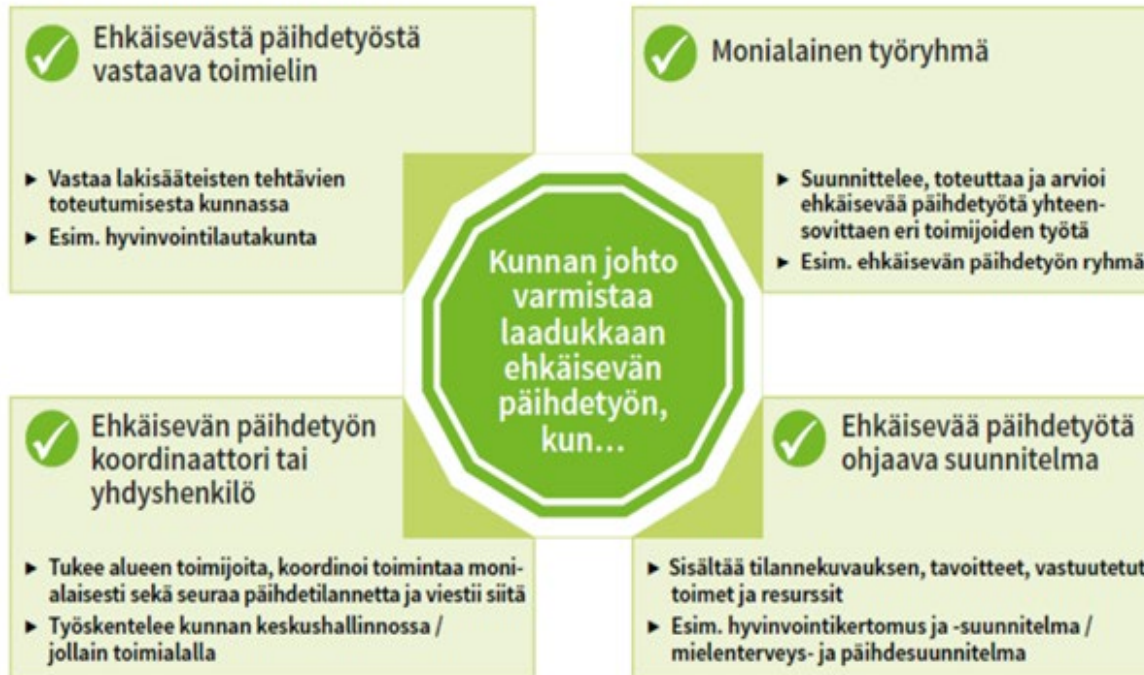 Ehkäisevästä päihdetyöstä
vastaava toimielin
▶ Vastaa lakisääteisten tehtävien
toteutumisesta kunnassa
▶ Esim. hyvinvointilautakunta
Monialainen työryhmä
▶ Suunnittelee, toteuttaa ja arvioi
ehkäisevää päihdetyötä yhteen-
sovittaen eri toimijoiden työtä
▶ Esim. ehkäisevän päihdetyön ryhmä
Kunnan johto
varmistaa
laadukkaan
ehkäisevän
päihdetyön,
kun...
Ehkäisevän päihdetyön
koordinaattori tai
yhdyshenkilö
▶ Tukee alueen toimijoita, koordinoi toimintaa moni-
alaisesti sekä seuraa päihdetilannetta ja viestii siitä
▶ Työskentelee kunnan keskushallinnossa /
jollain toimialalla
Ehkäisevää päihdetyötä
ohjaava suunnitelma
▶ Sisältää tilannekuvauksen, tavoitteet, vastuutetut
toimet ja resurssit
▶ Esim. hyvinvointikertomus ja -suunnitelma /
mielenterveys- ja päihdesuunnitelma